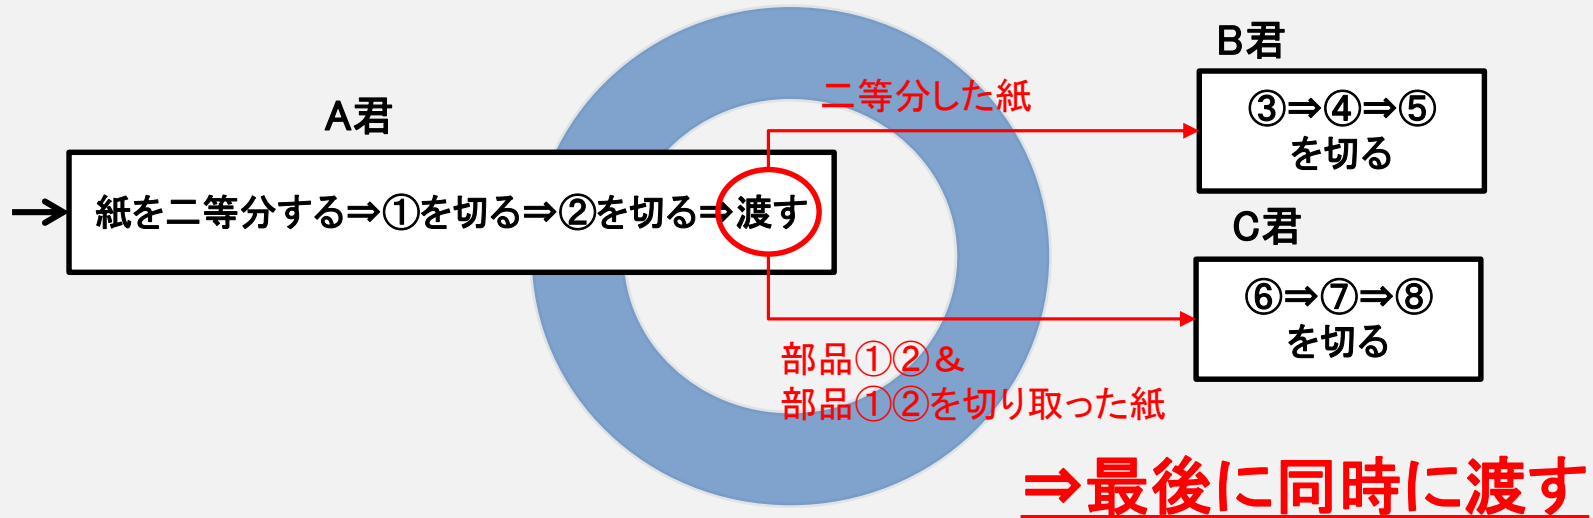 A君
紙を二等分する⇒①を切る⇒②を切る⇒渡す
二等分した紙
B君
③⇒④⇒⑤
を切る
C君
⑥⇒⑦⇒⑧
を切る
部品①②&
部品①②を切り取った紙
⇒最後に同時に渡す